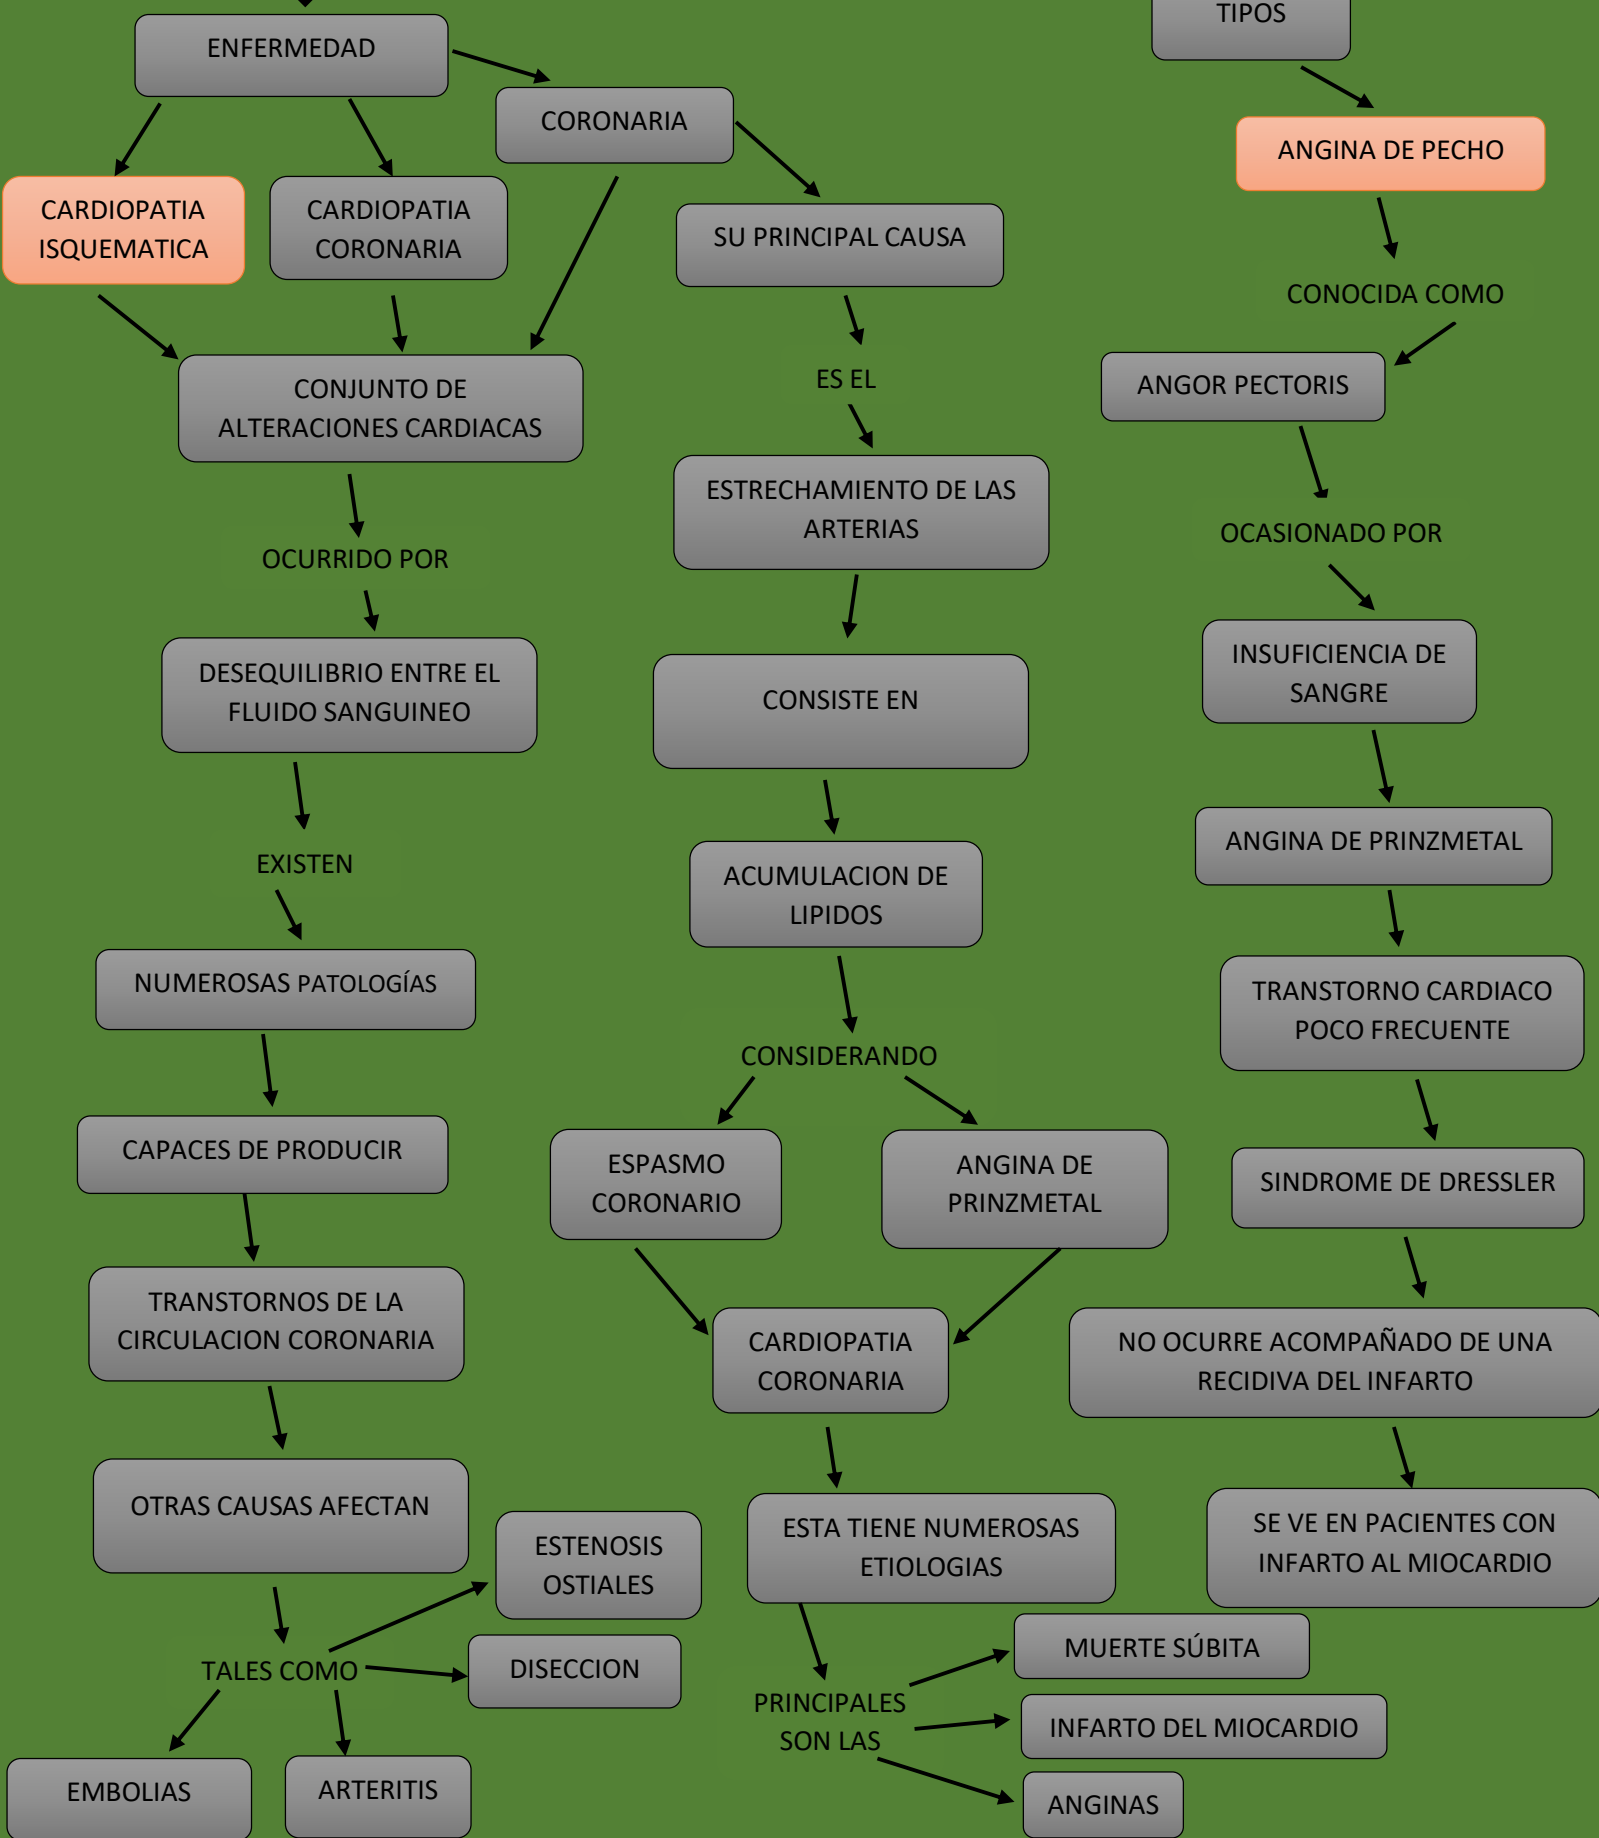 ENFERMEDAD
CORONARIA
CARDIOPATIA
ISQUEMATICA
CARDIOPATIA
CORONARIA
SU PRINCIPAL CAUSA
CONJUNTO DE
ALTERACIONES CARDIACAS
ES EL
OCURRIDO POR
ESTRECHAMIENTO DE LAS
ARTERIAS
DESEQUILIBRIO ENTRE EL
FLUIDO SANGUINEO
CONSISTE EN
EXISTEN
ACUMULACION DE
LIPIDOS
NUMEROSAS PATOLOGÍAS
CONSIDERANDO
CAPACES DE PRODUCIR
ESPASMO
CORONARIO
ANGINA DE
PRINZMETAL
TRANSTORNOS DE LA
CIRCULACION CORONARIA
CARDIOPATIA
CORONARIA
OTRAS CAUSAS AFECTAN
ESTENOSIS
OSTIALES
ESTA TIENE NUMEROSAS
ETIOLOGIAS
TALES COMO
DISECCION
EMBOLIAS
ARTERITIS
PRINCIPALES
SON LAS
MUERTE SÚBITA
INFARTO DEL MIOCARDIO
ANGINAS
TIPOS
ANGINA DE PECHO
CONOCIDA COMO
ANGOR PECTORIS
OCASIONADO POR
INSUFICIENCIA DE
SANGRE
ANGINA DE PRINZMETAL
TRANSTORNO CARDIACO
POCO FRECUENTE
SINDROME DE DRESSLER
NO OCURRE ACOMPAÑADO DE UNA
RECIDIVA DEL INFARTO
SE VE EN PACIENTES CON
INFARTO AL MIOCARDIO